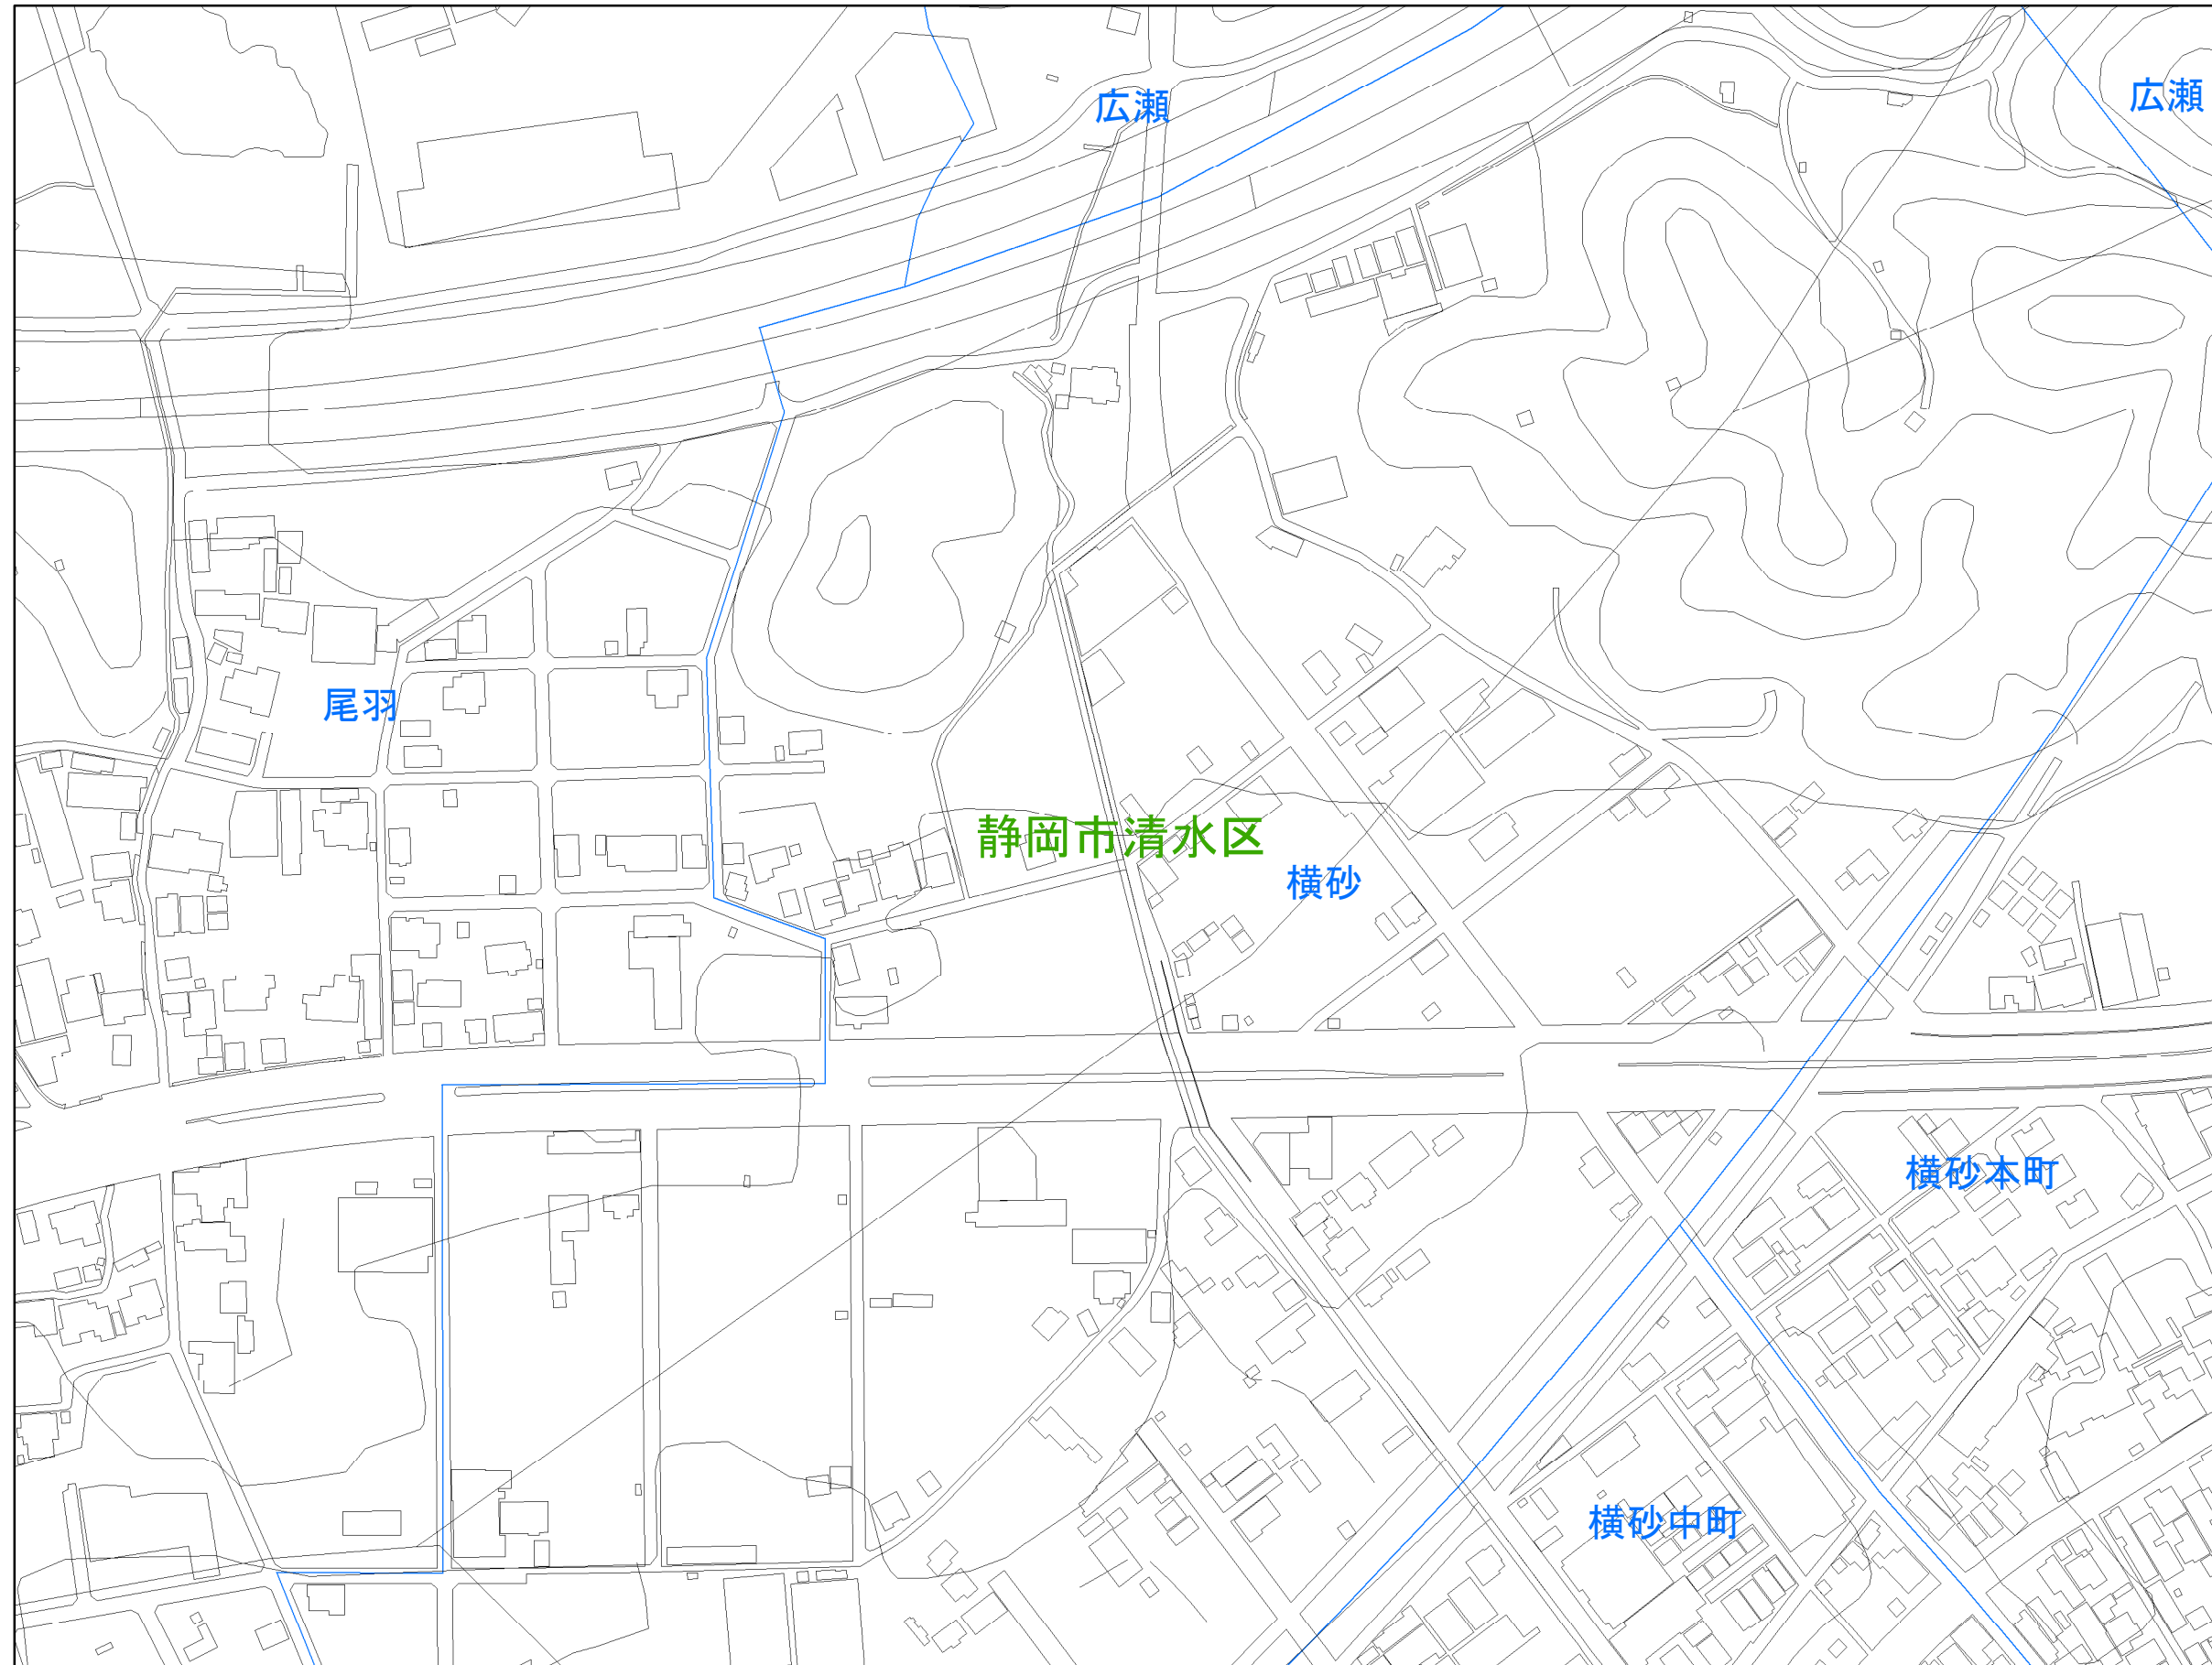 広瀬
広瀬
尾羽
静岡市清水区
横砂
横砂本町
横砂中町